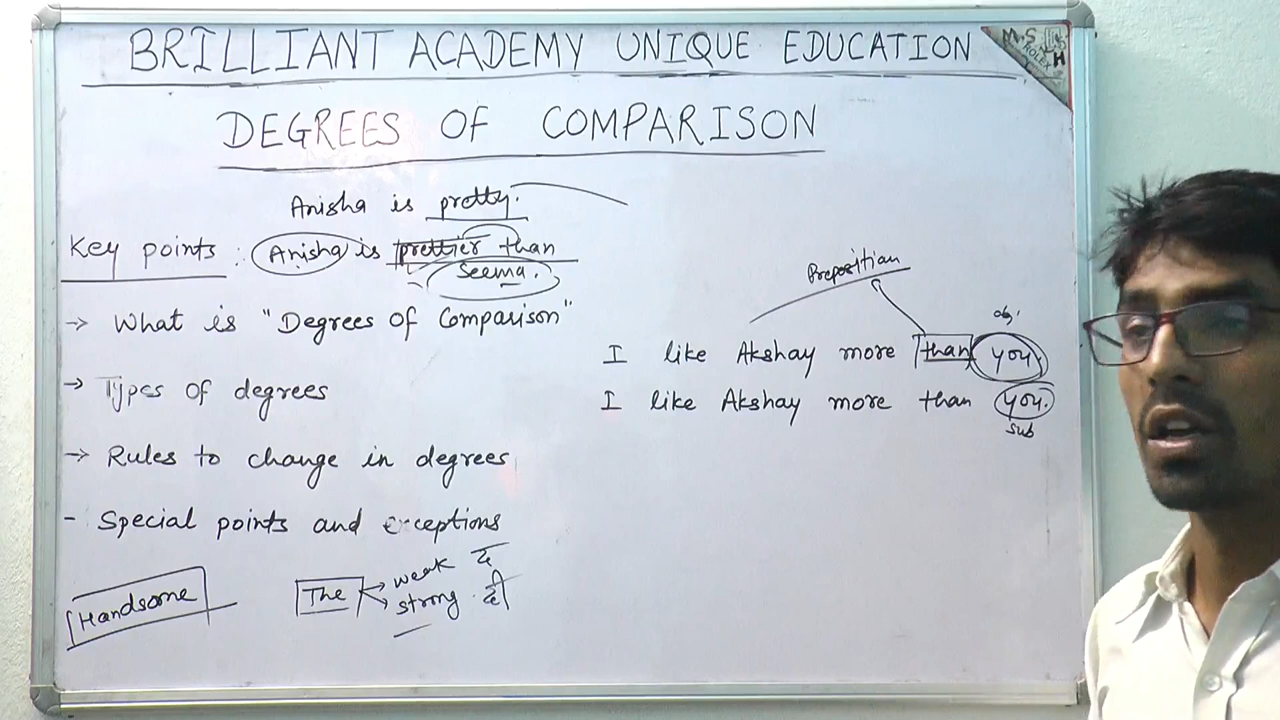 BRILLIANT ACADEMY UNIQUE EDUCATION
M.S
H
DEGREES OF COMPARISON
Anisha is pretty.
Key points : Anisha is prettier than
Seema.
→ What is "Degrees of Comparison"
→ Types of degrees
→ Rules to change in degrees
- Special points and exceptions
Handsome
The
weak द
strong दी
Preposition
obj.
I like Akshay more than you.
I like Akshay more than you.
sub